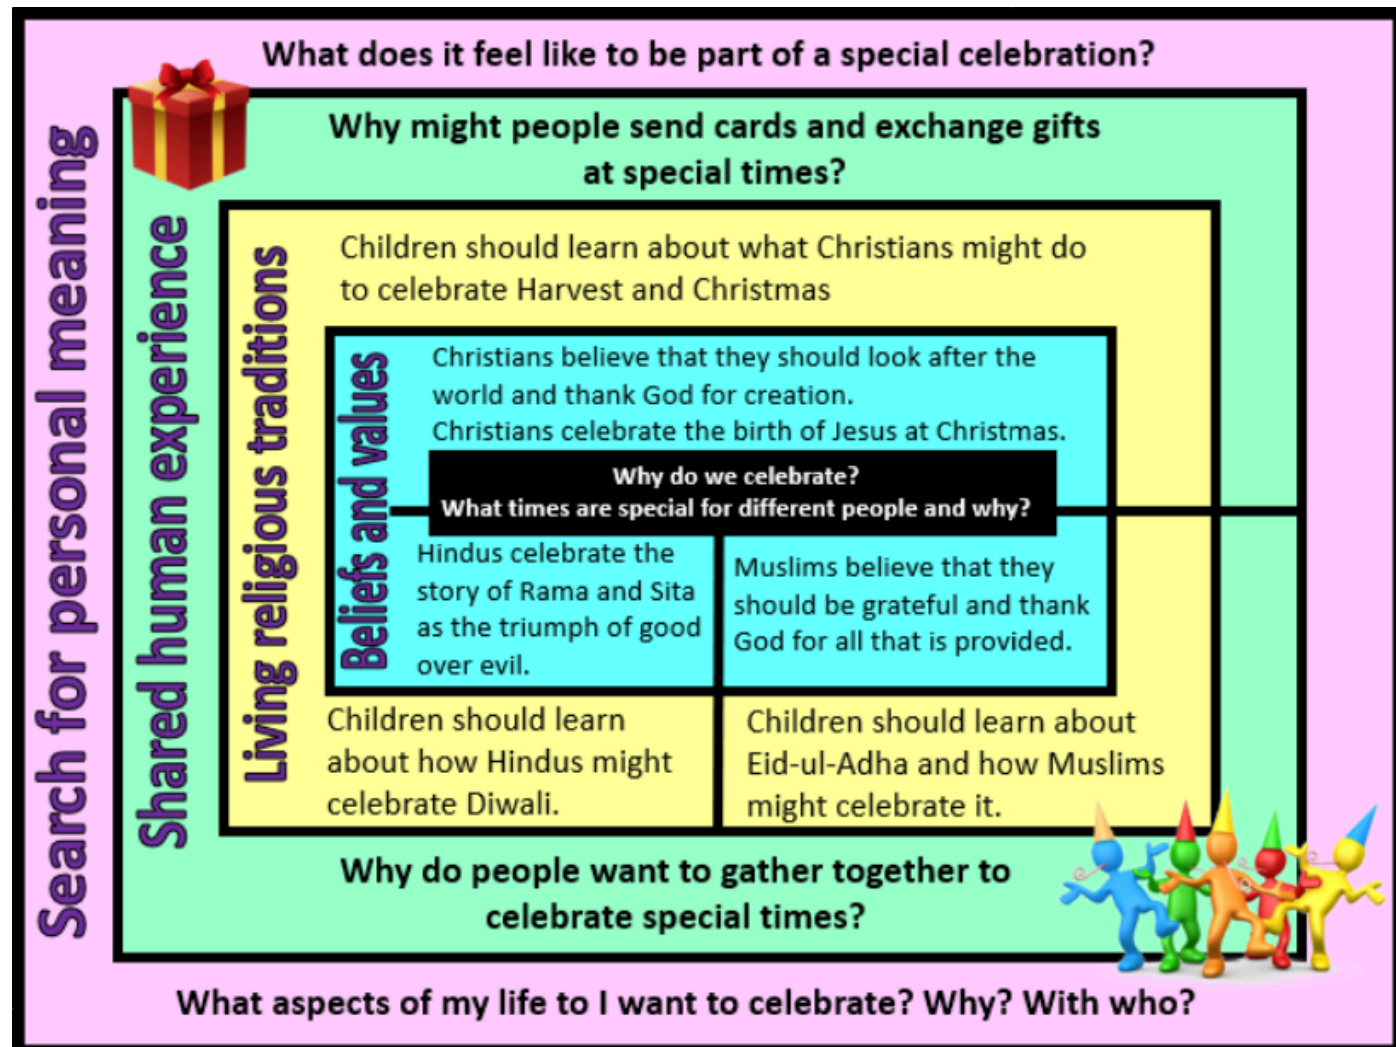 What does it feel like to be part of a special celebration?
Why might people send cards and exchange gifts
at special times?
Children should learn about what Christians might do
to celebrate Harvest and Christmas
Christians believe that they should look after the
world and thank God for creation.
Christians celebrate the birth of Jesus at Christmas.
Why do we celebrate?
What times are special for different people and why?
Hindus celebrate the
story of Rama and Sita
as the triumph of good
over evil.
Muslims believe that they
should be grateful and thank
God for all that is provided.
Children should learn
about how Hindus might
celebrate Diwali.
Children should learn about
Eid-ul-Adha and how Muslims
might celebrate it.
Why do people want to gather together to
celebrate special times?
What aspects of my life to I want to celebrate? Why? With who?
Search for personal meaning
Shared human experience
Living religious traditions
Beliefs and values